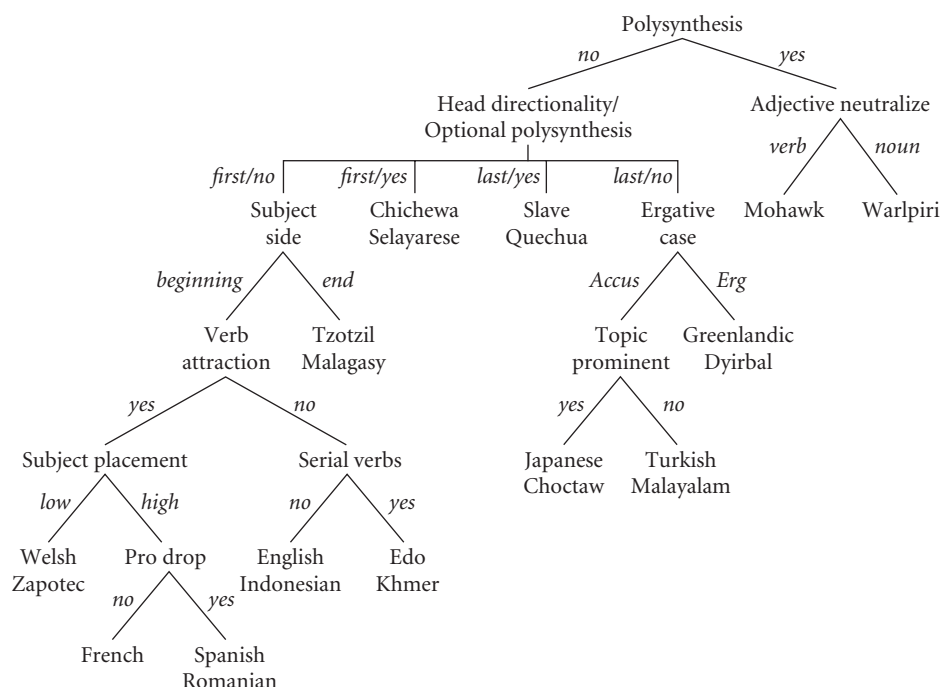 Polysynthesis
no yes
Head directionality/ Adjective neutralize
Optional polysynthesis
verb noun
first/no first/yes last/yes last/no
Subject Chichewa Slave Ergative Mohawk Warlpiri
side Selayarese Quechua case
beginning end Accus Erg
Verb Tzotzil Topic Greenlandic
attraction Malagasy prominent Dyirbal
yes no yes no
Subject placement Serial verbs Japanese Turkish
Choctaw Malayalam
low high no yes
Welsh Pro drop English Edo
Zapotec Indonesian Khmer
no yes
French Spanish
Romanian